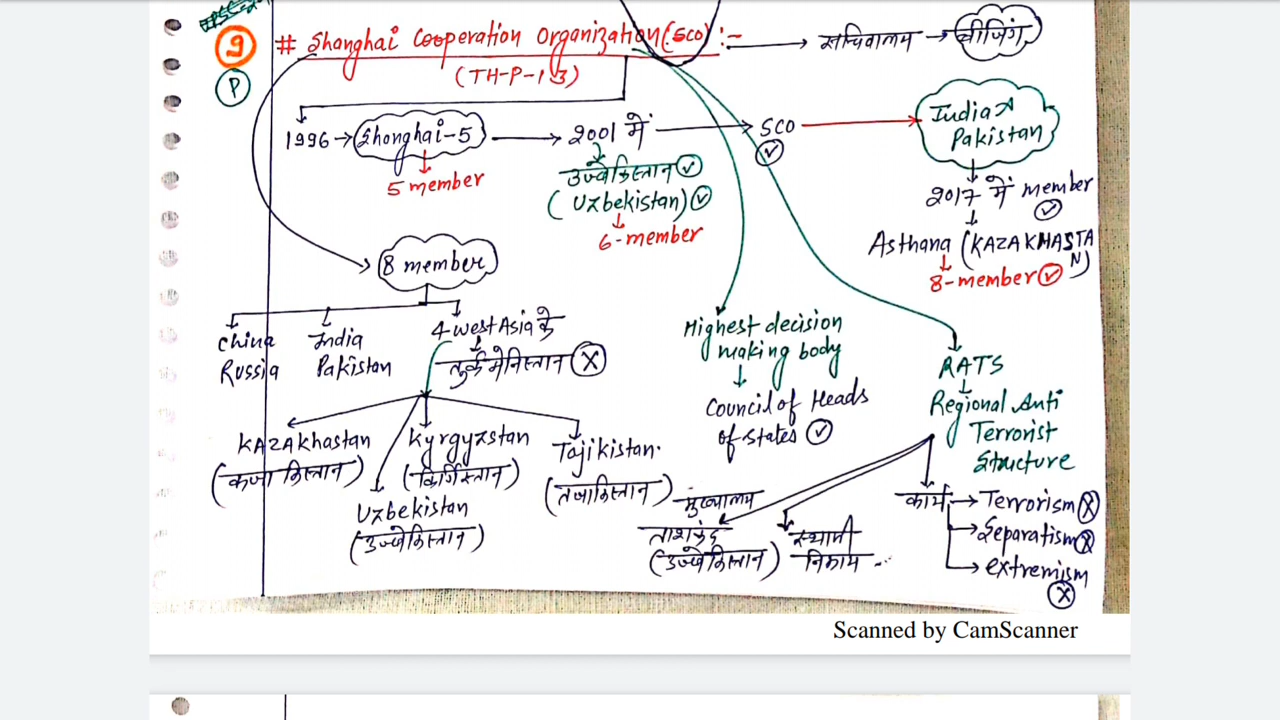 9
# Shanghai Cooperation Organization(SCO) :- → सचिवालय → बीजिंग
P
(TH-P-13)
1996 → Shonghai-5 → 2001 में → SCO → India & Pakistan
5 member
उज्बेकिस्तान
(Uzbekistan)
6-member
2017 में member
Asthana (KAZAKHASTAN)
8-member
8 member
China
Russia
India
Pakistan
4 west Asia के
तुर्कमेनिस्तान X
KAZAKhastan
(कजाकिस्तान)
Uzbekistan
(उज्बेकिस्तान)
Kyrgyzstan
(किर्गिस्तान)
Tajikistan.
(तजाकिस्तान)
Highest decision
making body
Council of Heads
of states
RATS
Regional Anti
Terrorist
Structure
मुख्यालय
ताशकंद
(उज्बेकिस्तान)
स्थायी
निकाय ...
कार्य → Terrorism X
→ Separatism X
→ extremism
X
Scanned by CamScanner